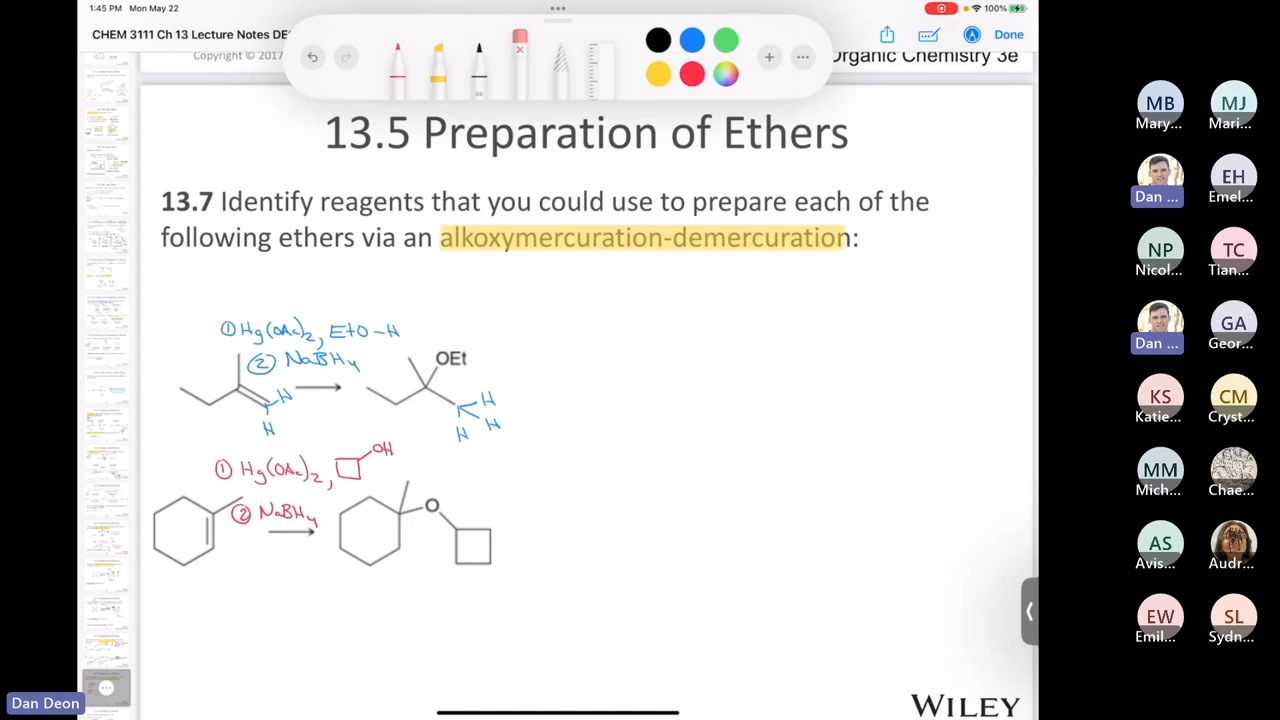 1:45 PM Mon May 22
100%
CHEM 3111 Ch 13 Lecture Notes DE
Done
Copyright © 201
Organic Chemistry 3e
13.5 Preparation of Ethers
13.7 Identify reagents that you could use to prepare each of the
following ethers via an alkoxymercuration-demercuration:
① Hg(OAc)2, EtO-H
② NaBH4
OEt
H
H
H
H
H
① Hg(OAc)2, OH
② NaBH4
O
WILEY
Dan Deon
MB
Mary...
MJ
Mari...
Dan ...
EH
Emel...
NP
Nicol...
TC
Tian...
Dan ...
GA
Geor...
KS
Katie...
CM
Cryst...
MM
Mich...
Chae...
AS
Avis...
Audr...
EW
Emil...
SL
Sydn...